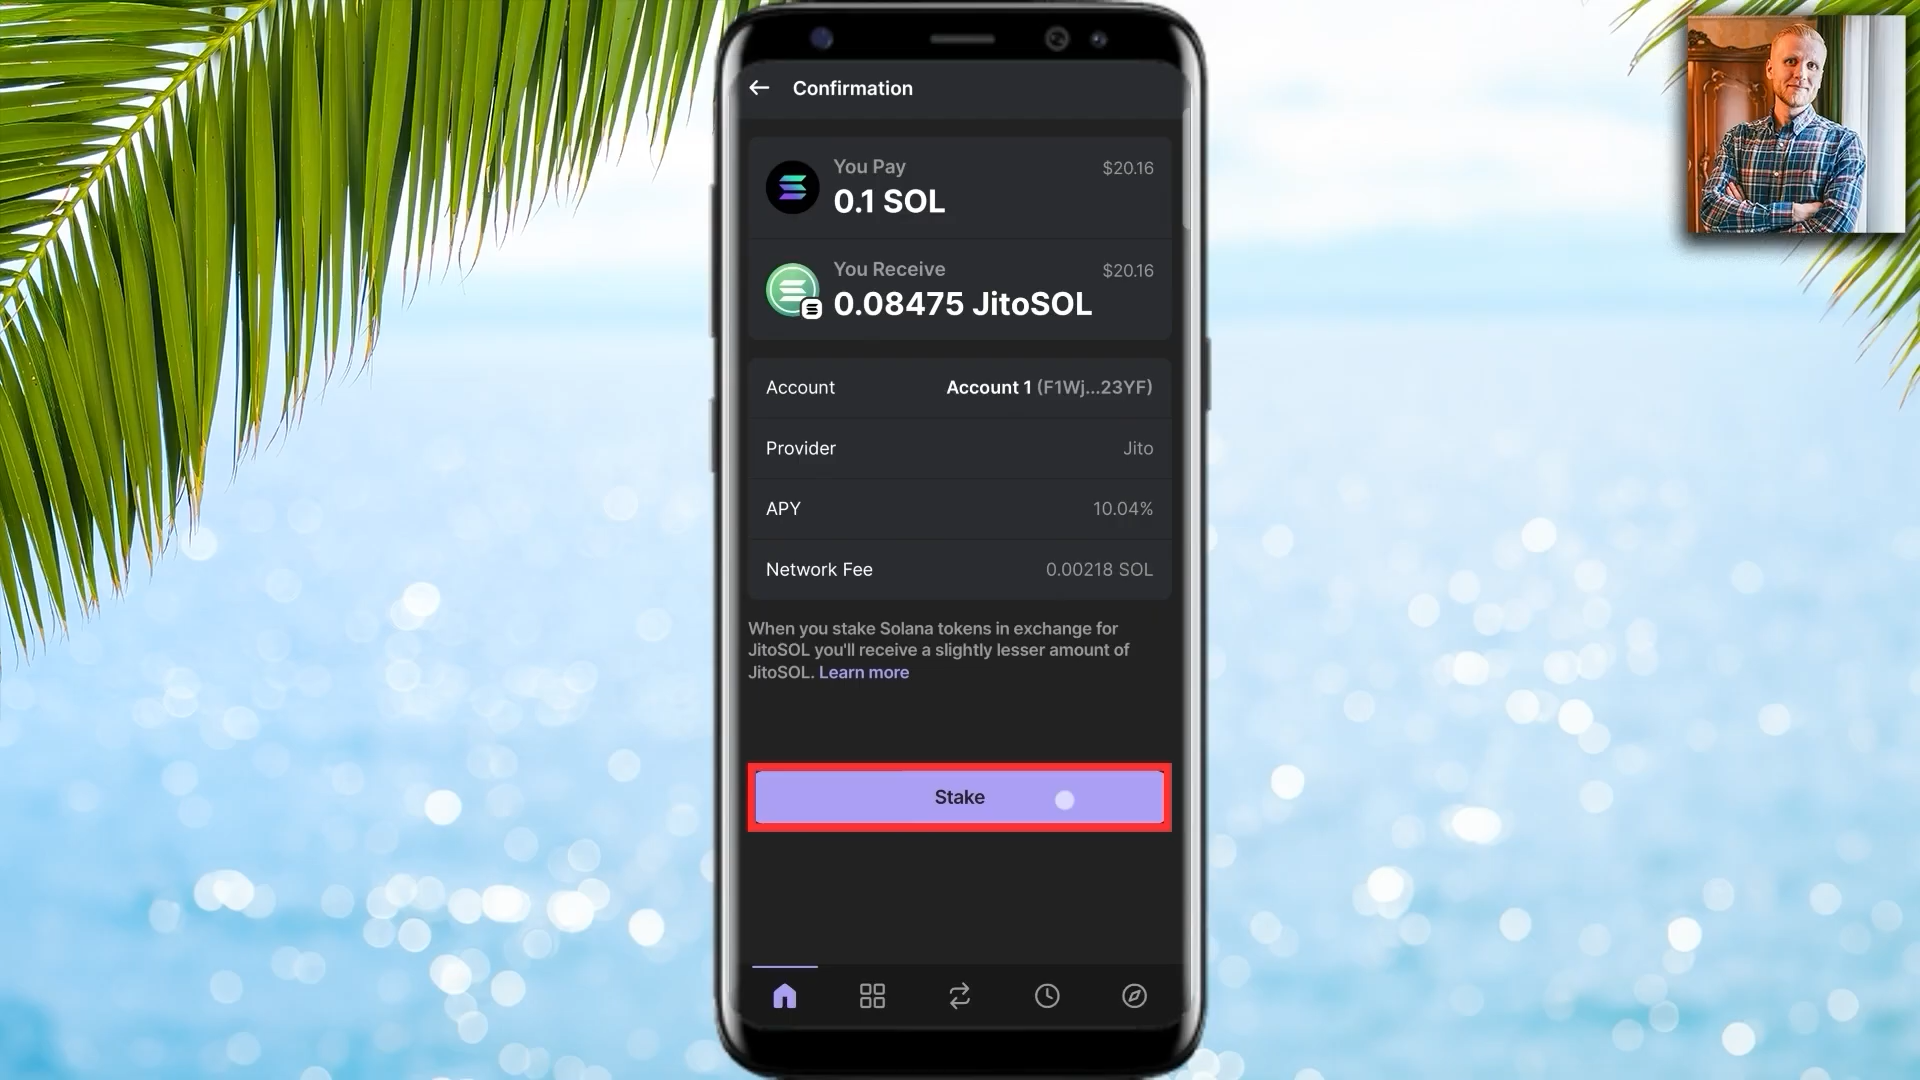 Confirmation
You Pay
$20.16
0.1 SOL
You Receive
$20.16
0.08475 JitoSOL
Account
Account 1 (F1Wj...23YF)
Provider
Jito
APY
10.04%
Network Fee
0.00218 SOL
When you stake Solana tokens in exchange for
JitoSOL you'll receive a slightly lesser amount of
JitoSOL. Learn more
Stake